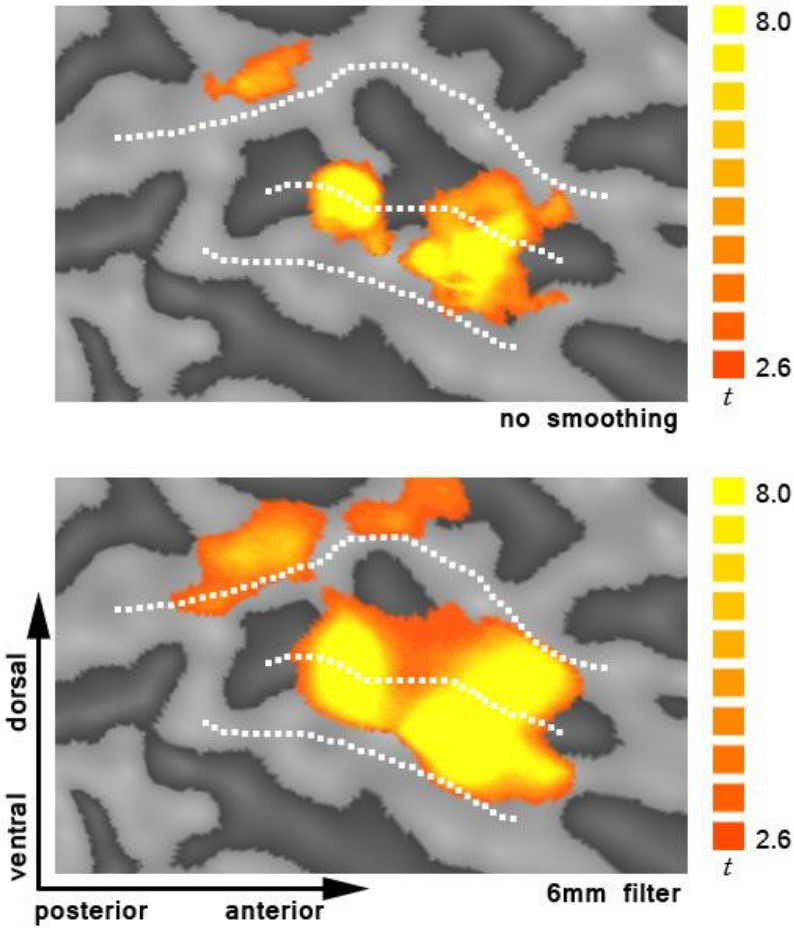 8.0
2.6
t
no smoothing
8.0
2.6
t
dorsal
ventral
6mm filter
posterior anterior